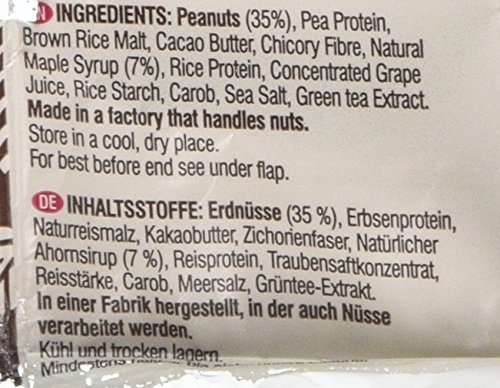 INGREDIENTS: Peanuts (35%), Pea Protein,
Brown Rice Malt, Cacao Butter, Chicory Fibre, Natural
Maple Syrup (7%), Rice Protein, Concentrated Grape
Juice, Rice Starch, Carob, Sea Salt, Green tea Extract.
Made in a factory that handles nuts.
Store in a cool, dry place.
For best before end see under flap.
DE INHALTSSTOFFE: Erdnüsse (35 %), Erbsenprotein,
Naturreismalz, Kakaobutter, Zichorienfaser, Natürlicher
Ahornsirup (7 %), Reisprotein, Traubensaftkonzentrat,
Reisstärke, Carob, Meersalz, Grüntee-Extrakt.
In einer Fabrik hergestellt, in der auch Nüsse
verarbeitet werden.
Kühl und trocken lagern.